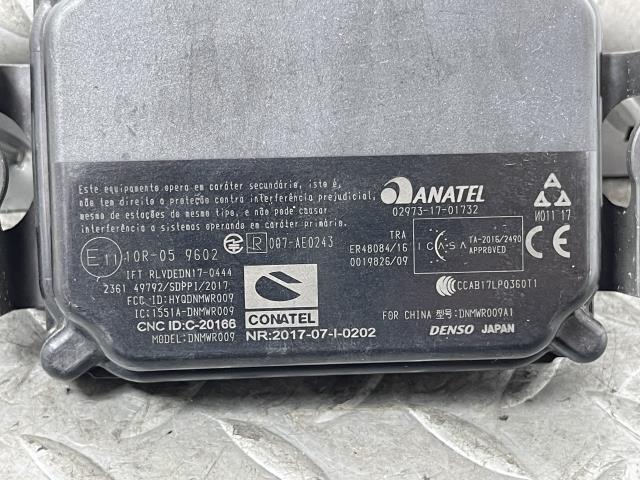 Este equipamento opera em caráter secundário, isto é,
não tem direito a proteção contra interferência prejudicial,
mesmo de estações do mesmo tipo, e não pode causar
interferência a sistemas operando em caráter primário.
ANATEL
02973-17-01732
И011 17
E11 10R-05 9602
R 007-AE0243
TRA
ER48084/16
0019826/09
ICASA TA-2016/2490
APPROVED
CE
IFT RLVDEDN17-0444
2361 49792/SDPPI/2017
FCC ID:HYQDNMWR009
IC:1551A-DNMWR009
CNC ID:C-20166
MODEL:DNMWR009
CONATEL
NR:2017-07-I-0202
CCC CCAB17LP0360T1
FOR CHINA 型号:DNMWR009A1
DENSO JAPAN